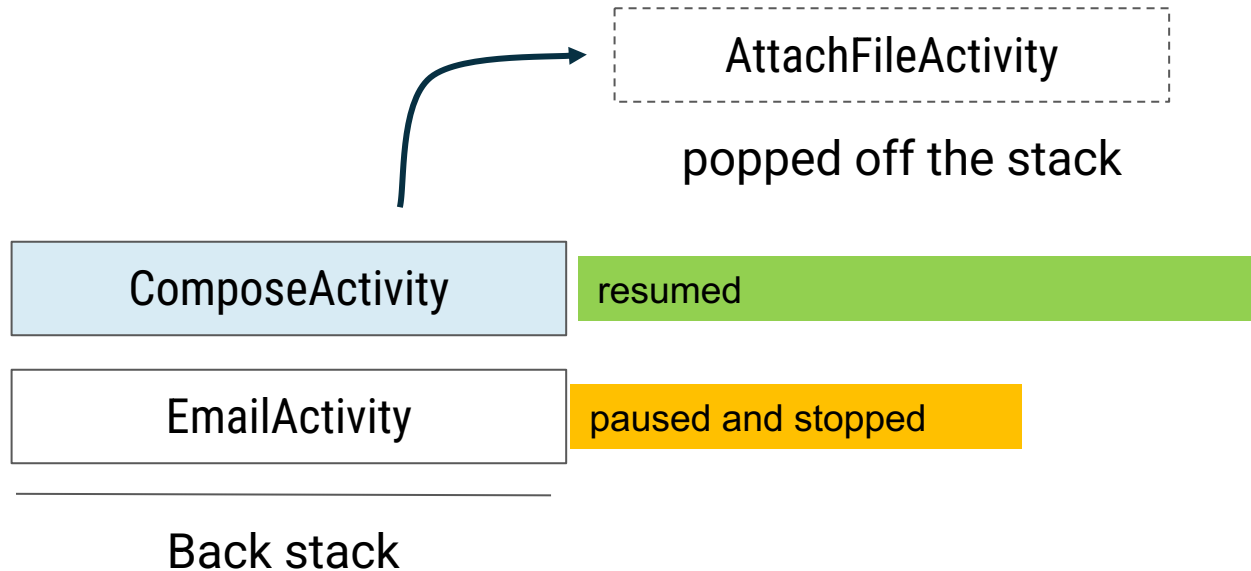 AttachFileActivity
popped off the stack
ComposeActivity
resumed
EmailActivity
paused and stopped
Back stack